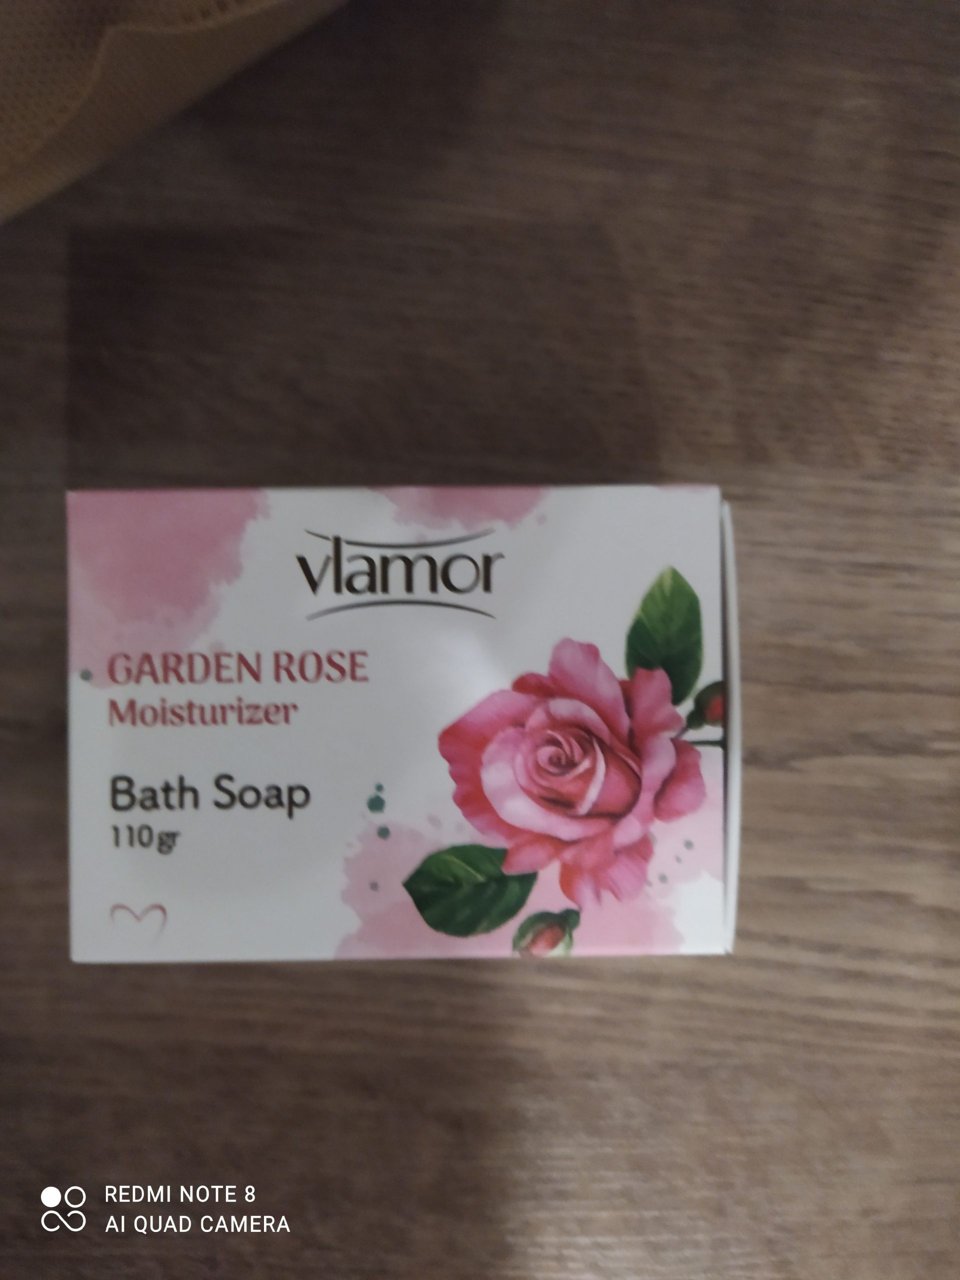 vlamor
GARDEN ROSE
Moisturizer
Bath Soap
110gr
REDMI NOTE 8
AI QUAD CAMERA